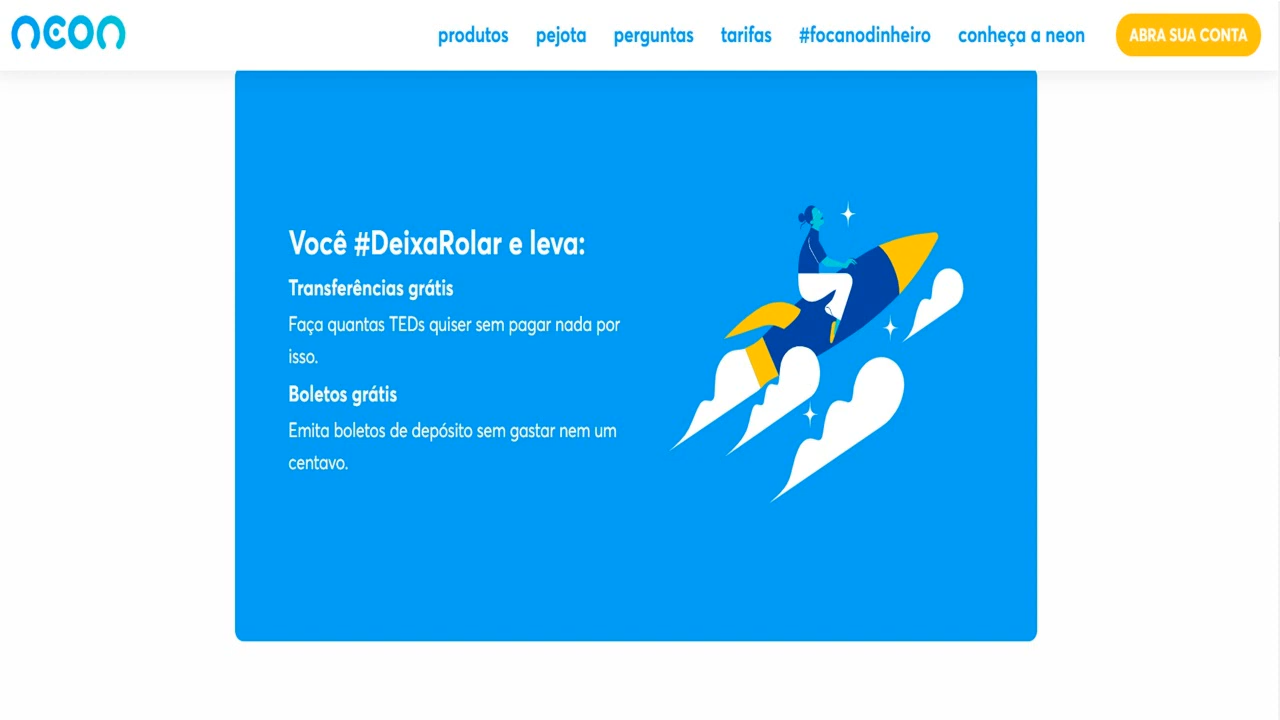 neon
produtos
pejota
perguntas
tarifas
#focanodinheiro
conheça a neon
ABRA SUA CONTA
Você #DeixaRolar e leva:
Transferências grátis
Faça quantas TEDs quiser sem pagar nada por
isso.
Boletos grátis
Emita boletos de depósito sem gastar nem um
centavo.